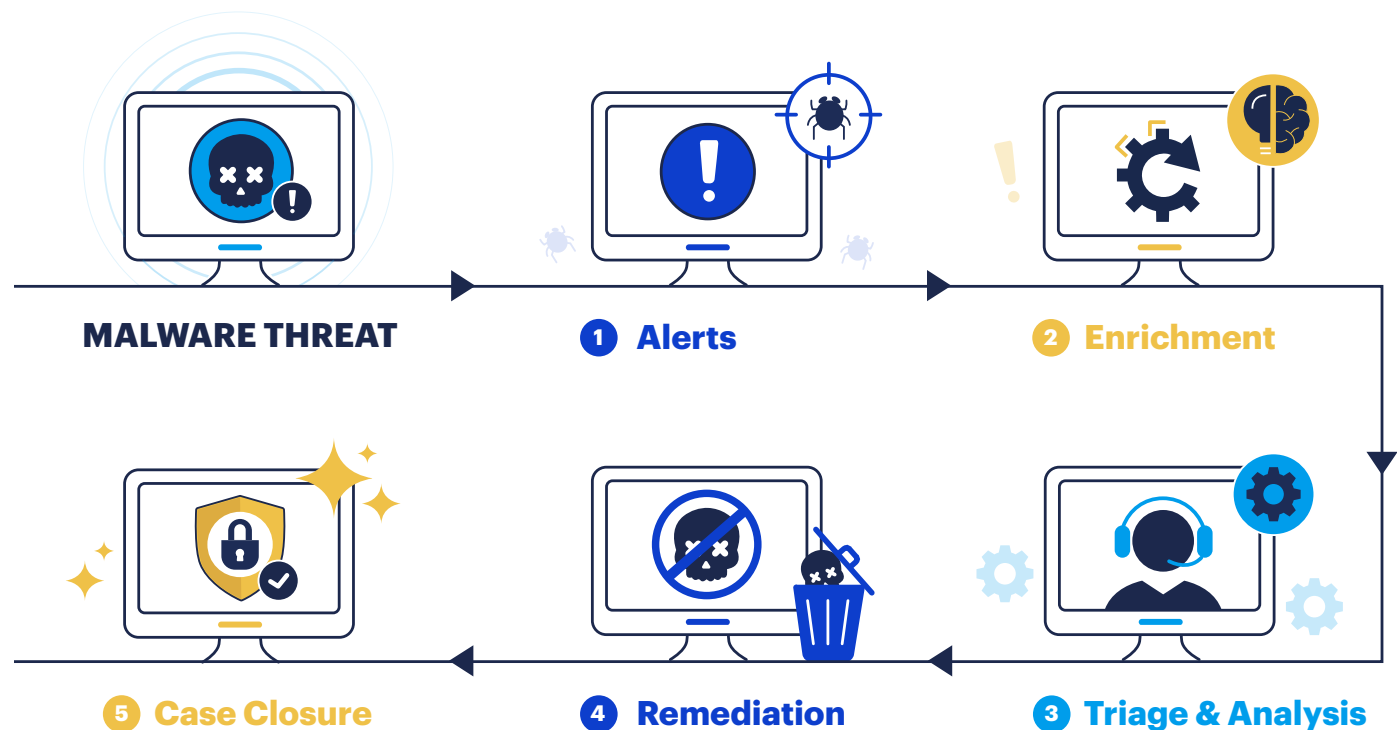 MALWARE THREAT
1 Alerts
2 Enrichment
5 Case Closure
4 Remediation
3 Triage & Analysis